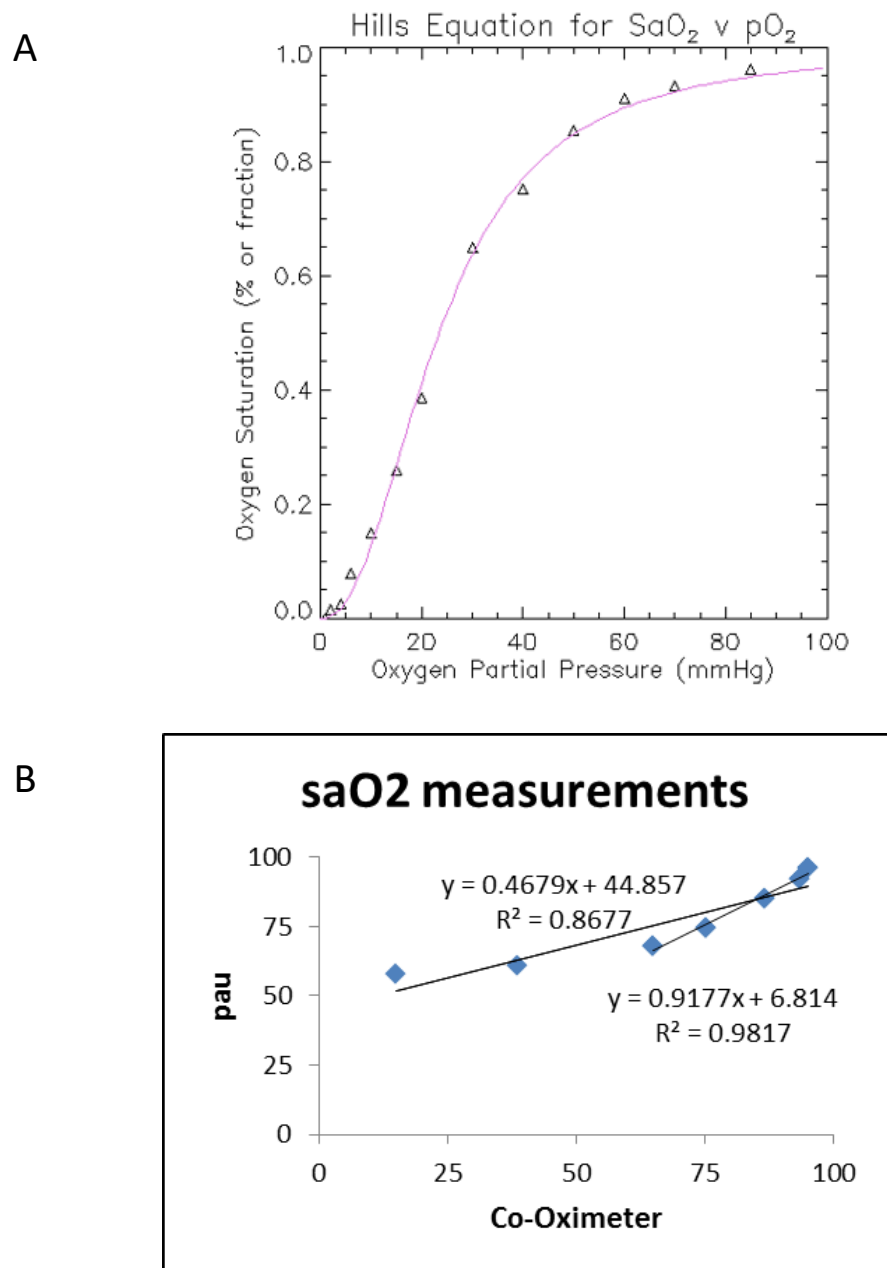 A
Hills Equation for SaO₂ v pO₂
Oxygen Saturation (% or fraction)
1.0
0.8
0.6
0.4
0.2
0.0
0 20 40 60 80 100
Oxygen Partial Pressure (mmHg)
B
saO2 measurements
pau
100
75
50
25
0
y = 0.4679x + 44.857
R² = 0.8677
y = 0.9177x + 6.814
R² = 0.9817
0 25 50 75 100
Co-Oximeter